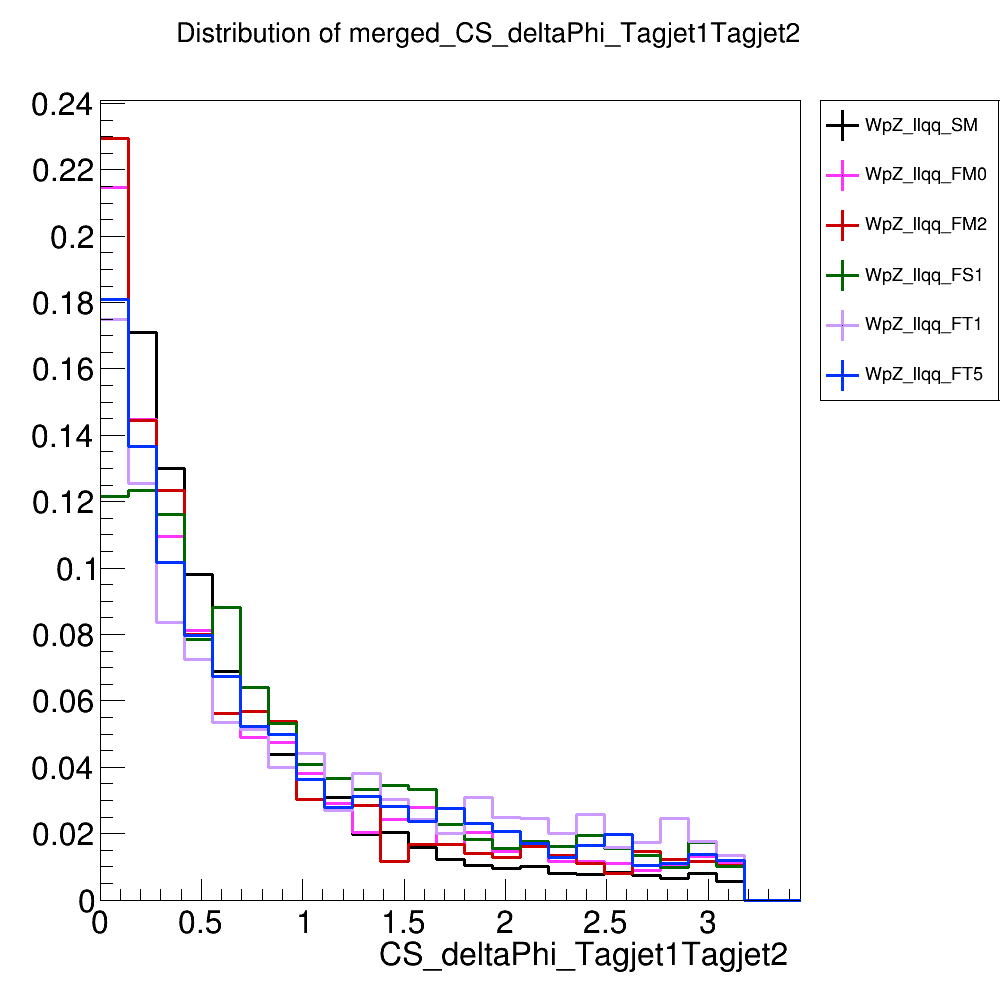 Distribution of merged_CS_deltaPhi_Tagjet1Tagjet2
0.24
0.22
0.2
0.18
0.16
0.14
0.12
0.1
0.08
0.06
0.04
0.02
0
0 0.5 1 1.5 2 2.5 3
CS_deltaPhi_Tagjet1Tagjet2
WpZ_llqq_SM
WpZ_llqq_FM0
WpZ_llqq_FM2
WpZ_llqq_FS1
WpZ_llqq_FT1
WpZ_llqq_FT5